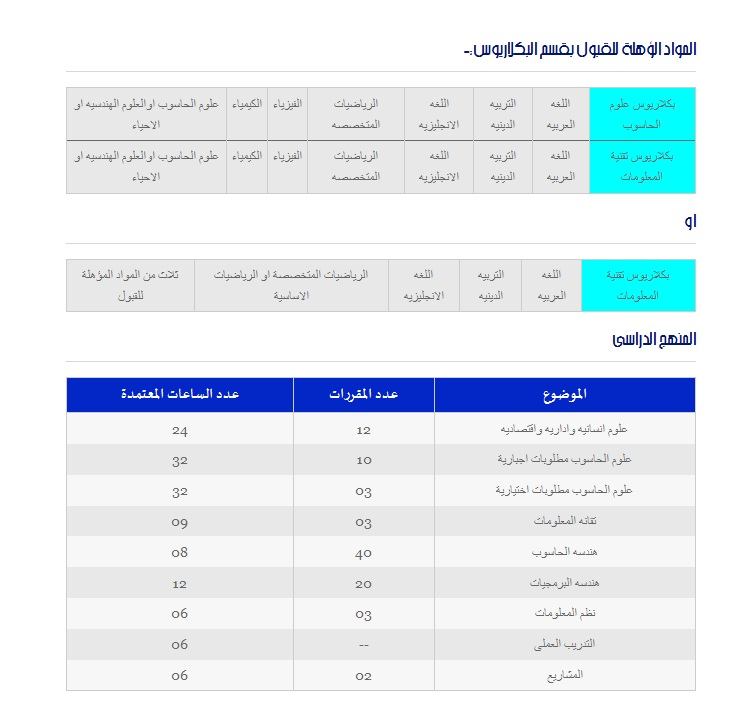 المواد المؤهلة للقبول بقسم البكلاريوس:-
بكلاريوس علوم الحاسوب اللغه العربيه التربيه الدينيه اللغه الانجليزيه الرياضيات المتخصصه الفيزياء الكيمياء علوم الحاسوب اوالعلوم الهندسيه او الاحياء
بكلاريوس تقنية المعلومات اللغه العربيه التربيه الدينيه اللغه الانجليزيه الرياضيات المتخصصه الفيزياء الكيمياء علوم الحاسوب اوالعلوم الهندسيه او الاحياء
او
بكلاريوس تقنية المعلومات اللغه العربيه التربيه الدينيه اللغه الانجليزيه الرياضيات المتخصصة او الرياضيات الاساسية ثلاث من المواد المؤهلة للقبول
المنهج الدراسى
الموضوع عدد المقررات عدد الساعات المعتمدة
علوم انسانيه واداريه واقتصاديه 12 24
علوم الحاسوب مطلوبات اجبارية 10 32
علوم الحاسوب مطلوبات اختيارية 03 32
تقانه المعلومات 03 09
هندسه الحاسوب 40 08
هندسه البرمجيات 20 12
نظم المعلومات 03 06
التدريب العملى -- 06
المشاريع 02 06